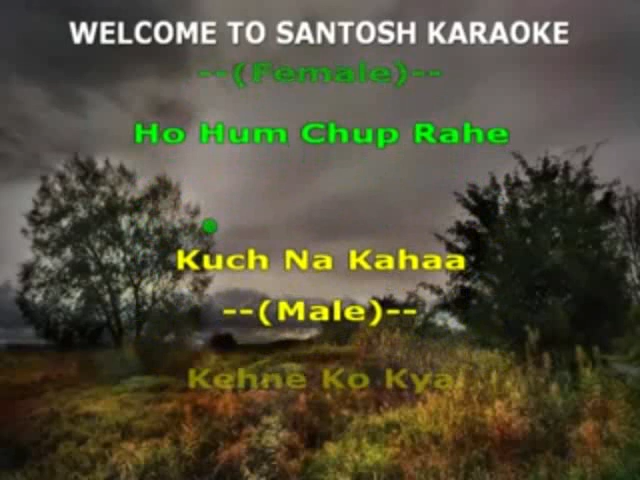 WELCOME TO SANTOSH KARAOKE
--(Female)--
Ho Hum Chup Rahe
Kuch Na Kahaa
--(Male)--
Kehne Ko Kya